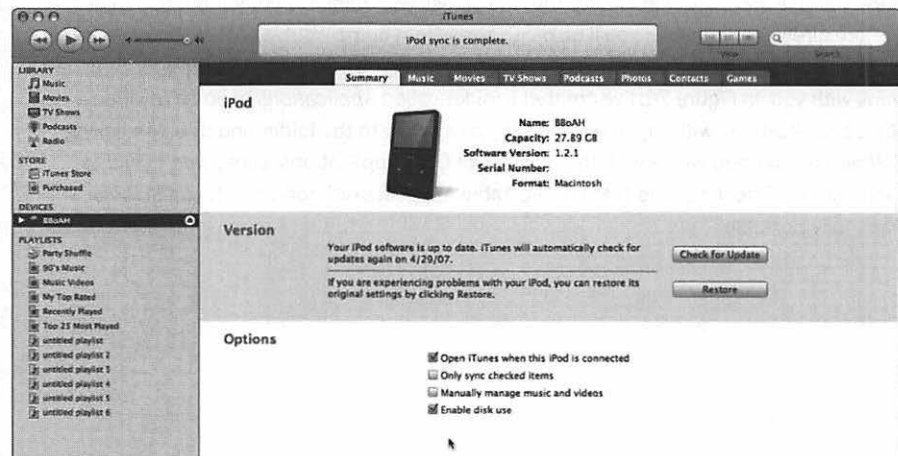 iTunes
iPod sync is complete.
View
Search
LIBRARY
Music
Movies
TV Shows
Podcasts
Radio
STORE
iTunes Store
Purchased
DEVICES
B8oAH
PLAYLISTS
Party Shuffle
90's Music
Music Videos
My Top Rated
Recently Played
Top 25 Most Played
untitled playlist
untitled playlist 2
untitled playlist 3
untitled playlist 4
untitled playlist 5
untitled playlist 6
Summary Music Movies TV Shows Podcasts Photos Contacts Games
iPod
Name: B8oAH
Capacity: 27.89 GB
Software Version: 1.2.1
Serial Number:
Format: Macintosh
Version
Your iPod software is up to date. iTunes will automatically check for
updates again on 4/29/07.
Check for Update
If you are experiencing problems with your iPod, you can restore its
original settings by clicking Restore.
Restore
Options
Open iTunes when this iPod is connected
Only sync checked items
Manually manage music and videos
Enable disk use